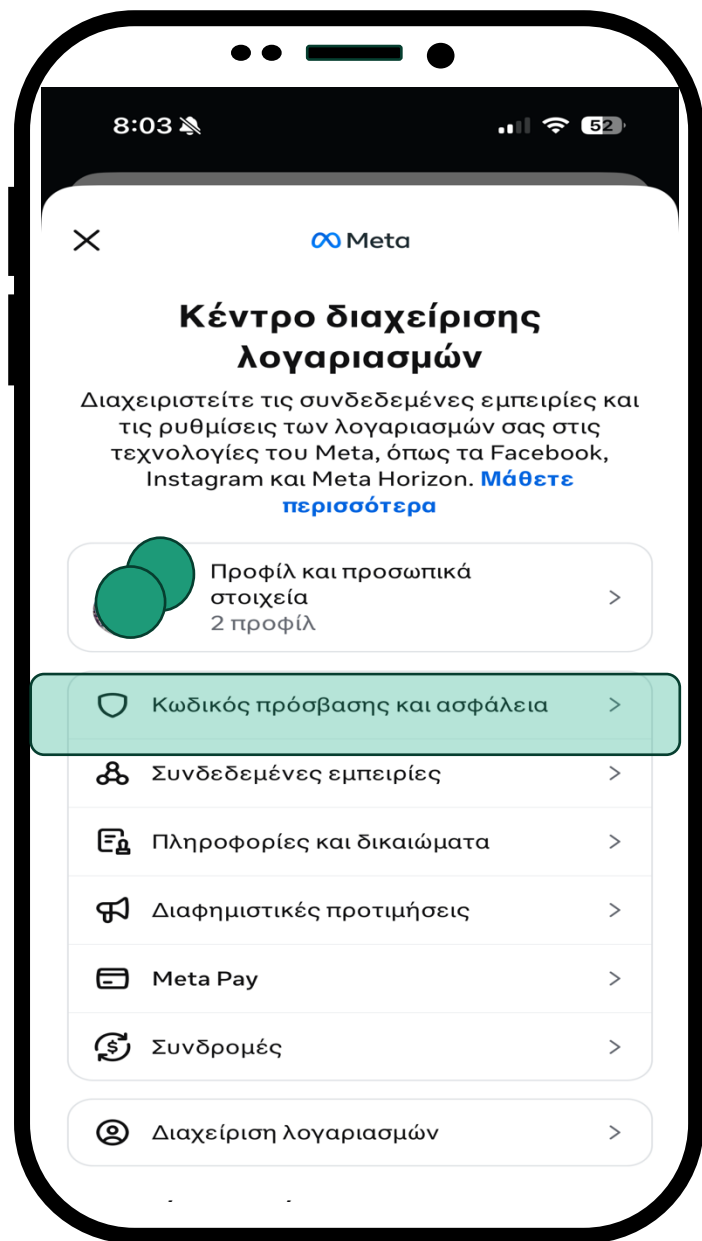 8:03
52
Meta
Κέντρο διαχείρισης
λογαριασμών
Διαχειριστείτε τις συνδεδεμένες εμπειρίες και
τις ρυθμίσεις των λογαριασμών σας στις
τεχνολογίες του Meta, όπως τα Facebook,
Instagram και Meta Horizon. Μάθετε
περισσότερα
Προφίλ και προσωπικά
στοιχεία
2 προφίλ
Κωδικός πρόσβασης και ασφάλεια
Συνδεδεμένες εμπειρίες
Πληροφορίες και δικαιώματα
Διαφημιστικές προτιμήσεις
Meta Pay
Συνδρομές
Διαχείριση λογαριασμών